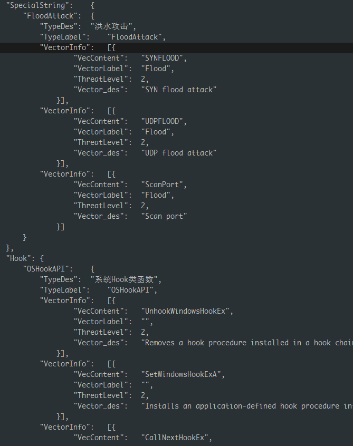 "SpecialString": {
"FloodAttack": {
"TypeDes": "洪水攻击",
"TypeLabel": "FloodAttack",
"VectorInfo": [{
"VecContent": "SYNFLOOD",
"VectorLabel": "Flood",
"ThreatLevel": 2,
"Vector_des": "SYN flood attack"
}],
"VectorInfo": [{
"VecContent": "UDPFLOOD",
"VectorLabel": "Flood",
"ThreatLevel": 2,
"Vector_des": "UDP flood attack"
}],
"VectorInfo": [{
"VecContent": "ScanPort",
"VectorLabel": "Flood",
"ThreatLevel": 2,
"Vector_des": "Scan port"
}]
}
},
"Hook": {
"OSHookAPI": {
"TypeDes": "系统Hook类函数",
"TypeLabel": "OSHookAPI",
"VectorInfo": [{
"VecContent": "UnhookWindowsHookEx",
"VectorLabel": "",
"ThreatLevel": 2,
"Vector_des": "Removes a hook procedure installed in a hook chain
}],
"VectorInfo": [{
"VecContent": "SetWindowsHookExA",
"VectorLabel": "",
"ThreatLevel": 2,
"Vector_des": "Installs an application-defined hook procedure in
}],
"VectorInfo": [{
"VecContent": "CallNextHookEx",